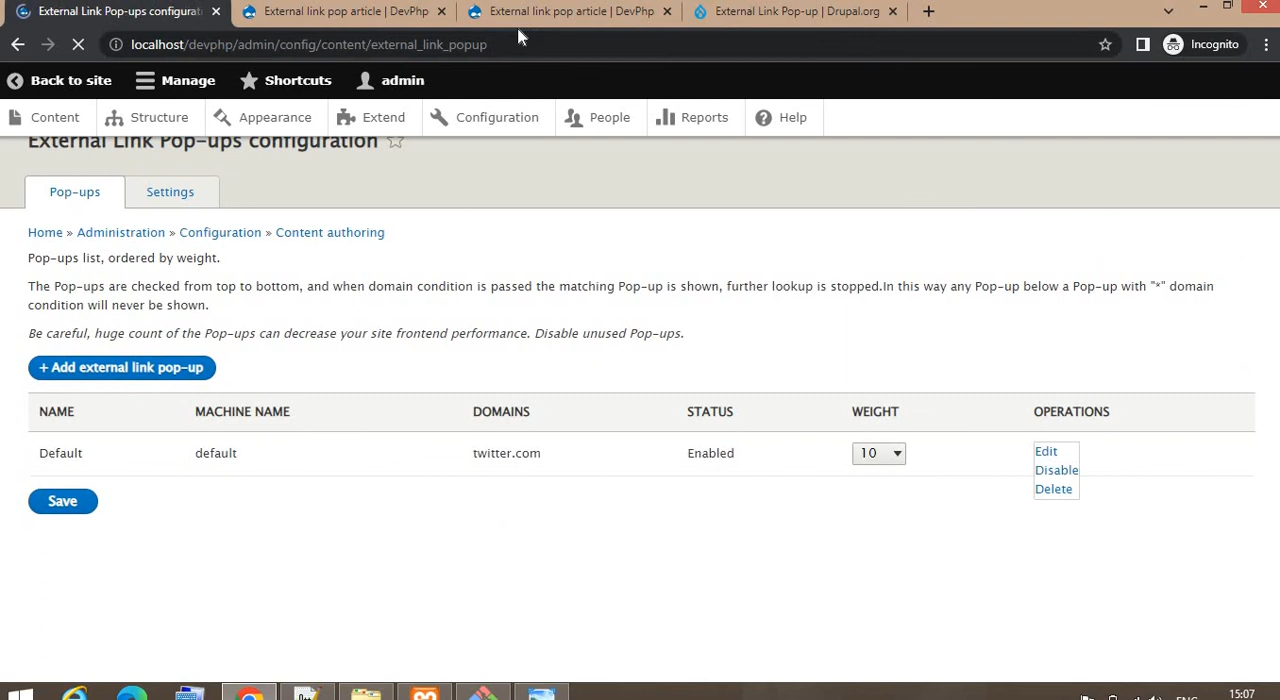 External Link Pop-ups configurat
External link pop article | DevPhp
External link pop article | DevPhp
External Link Pop-up | Drupal.org
localhost/devphp/admin/config/content/external_link_popup
Incognito
Back to site
Manage
Shortcuts
admin
Content
Structure
Appearance
Extend
Configuration
People
Reports
Help
External Link Pop-ups configuration
Pop-ups
Settings
Home » Administration » Configuration » Content authoring
Pop-ups list, ordered by weight.
The Pop-ups are checked from top to bottom, and when domain condition is passed the matching Pop-up is shown, further lookup is stopped.In this way any Pop-up below a Pop-up with "*" domain
condition will never be shown.
Be careful, huge count of the Pop-ups can decrease your site frontend performance. Disable unused Pop-ups.
+ Add external link pop-up
NAME MACHINE NAME DOMAINS STATUS WEIGHT OPERATIONS
Default default twitter.com Enabled 10 Edit
Disable
Delete
Save
15:07